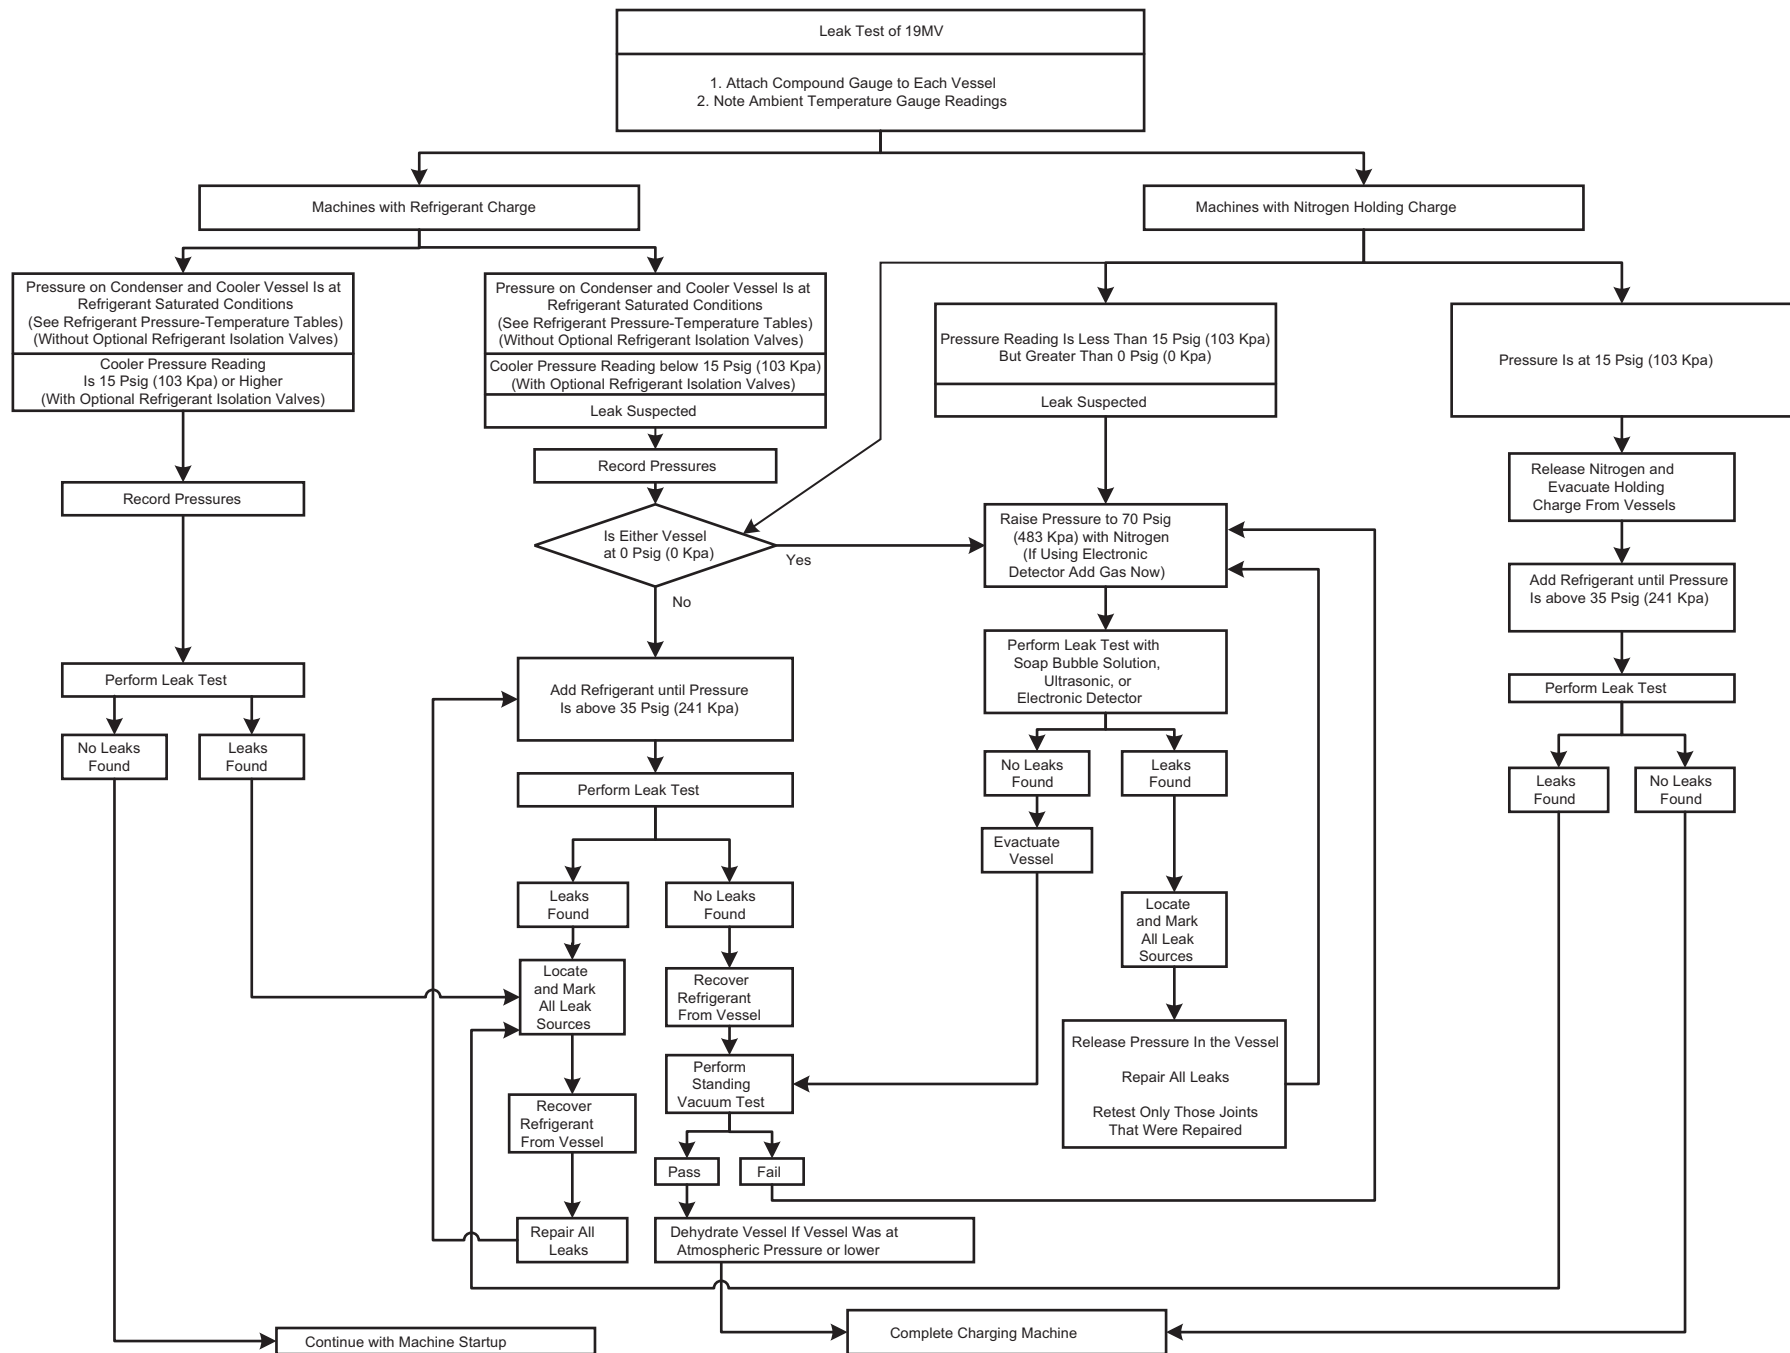 Leak Test of 19MV
1. Attach Compound Gauge to Each Vessel
2. Note Ambient Temperature Gauge Readings
Machines with Refrigerant Charge
Machines with Nitrogen Holding Charge
Pressure on Condenser and Cooler Vessel Is at
Refrigerant Saturated Conditions
(See Refrigerant Pressure-Temperature Tables)
(Without Optional Refrigerant Isolation Valves)
Cooler Pressure Reading
Is 15 Psig (103 Kpa) or Higher
(With Optional Refrigerant Isolation Valves)
Pressure on Condenser and Cooler Vessel Is at
Refrigerant Saturated Conditions
(See Refrigerant Pressure-Temperature Tables)
(Without Optional Refrigerant Isolation Valves)
Cooler Pressure Reading below 15 Psig (103 Kpa)
(With Optional Refrigerant Isolation Valves)
Leak Suspected
Pressure Reading Is Less Than 15 Psig (103 Kpa)
But Greater Than 0 Psig (0 Kpa)
Leak Suspected
Pressure Is at 15 Psig (103 Kpa)
Record Pressures
Record Pressures
Release Nitrogen and
Evacuate Holding
Charge From Vessels
Is Either Vessel
at 0 Psig (0 Kpa)
Yes
No
Raise Pressure to 70 Psig
(483 Kpa) with Nitrogen
(If Using Electronic
Detector Add Gas Now)
Add Refrigerant until Pressure
Is above 35 Psig (241 Kpa)
Perform Leak Test
Add Refrigerant until Pressure
Is above 35 Psig (241 Kpa)
Perform Leak Test with
Soap Bubble Solution,
Ultrasonic, or
Electronic Detector
Perform Leak Test
No Leaks
Found
Leaks
Found
Perform Leak Test
No Leaks
Found
Leaks
Found
Leaks
Found
No Leaks
Found
Evactuate
Vessel
Leaks
Found
No Leaks
Found
Locate
and Mark
All Leak
Sources
Locate
and Mark
All Leak
Sources
Recover
Refrigerant
From Vessel
Release Pressure In the Vessel
Repair All Leaks
Retest Only Those Joints
That Were Repaired
Perform
Standing
Vacuum Test
Recover
Refrigerant
From Vessel
Pass
Fail
Repair All
Leaks
Dehydrate Vessel If Vessel Was at
Atmospheric Pressure or lower
Continue with Machine Startup
Complete Charging Machine